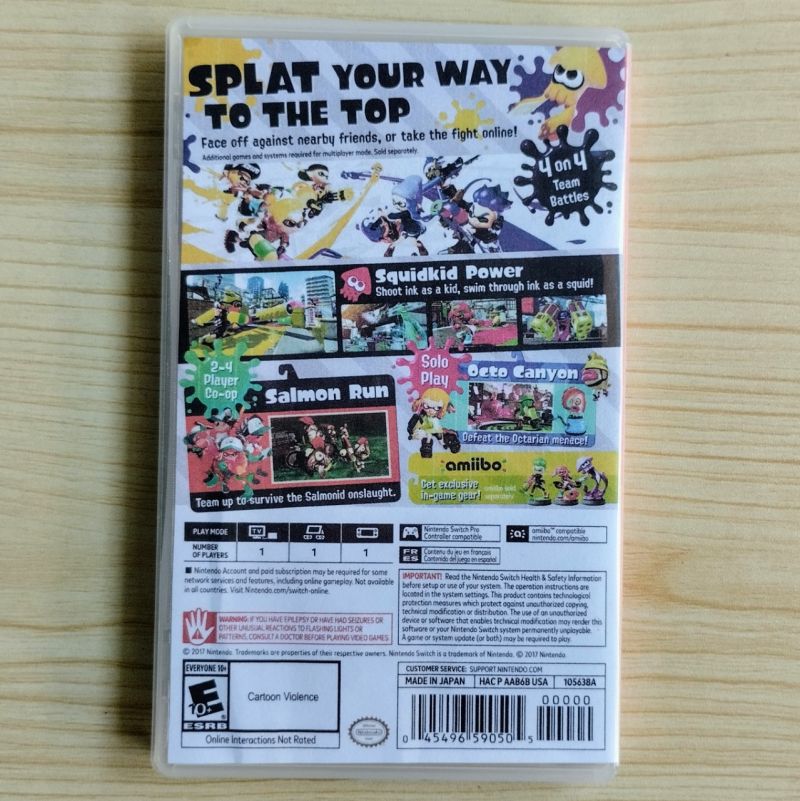 SPLAT YOUR WAY
TO THE TOP
Face off against nearby friends, or take the fight online!
Additional games and systems required for multiplayer mode. Sold separately.
4 on 4
Team
Battles
Squidkid Power
Shoot ink as a kid, swim through ink as a squid!
2-4
Player
Co-op
Salmon Run
Team up to survive the Salmonid onslaught.
Solo
Play
Octo Canyon
Defeat the Octarian menace!
amiibo
Get exclusive
in-game gear!
amiibo sold
separately
PLAY MODE
TV
NUMBER
OF PLAYERS
1 1 1
Nintendo Switch Pro
Controller compatible
amiibo™ compatible
nintendo.com/amiibo
FR
ES
Contenu du jeu en français
Contenido del juego en español
■ Nintendo Account and paid subscription may be required for some
network services and features, including online gameplay. Not available
in all countries. Visit Nintendo.com/switch-online.
IMPORTANT! Read the Nintendo Switch Health & Safety Information
before setup or use of your system. The operation instructions are
located in the system settings. This product contains technological
protection measures which protect against unauthorized copying,
technical modification or distribution. The use of an unauthorized
device or software that enables technical modification may render this
software or your Nintendo Switch system permanently unplayable.
A game or system update (or both) may be required to play.
WARNING: IF YOU HAVE EPILEPSY OR HAVE HAD SEIZURES OR
OTHER UNUSUAL REACTIONS TO FLASHING LIGHTS OR
PATTERNS, CONSULT A DOCTOR BEFORE PLAYING VIDEO GAMES.
© 2017 Nintendo. Trademarks are properties of their respective owners. Nintendo Switch is a trademark of Nintendo. © 2017 Nintendo.
EVERYONE 10+
E
10+
ESRB
Cartoon Violence
Online Interactions Not Rated
Nintendo
CUSTOMER SERVICE: SUPPORT.NINTENDO.COM
MADE IN JAPAN HAC P AAB6B USA 105638A
00000
0 45496 59050 5